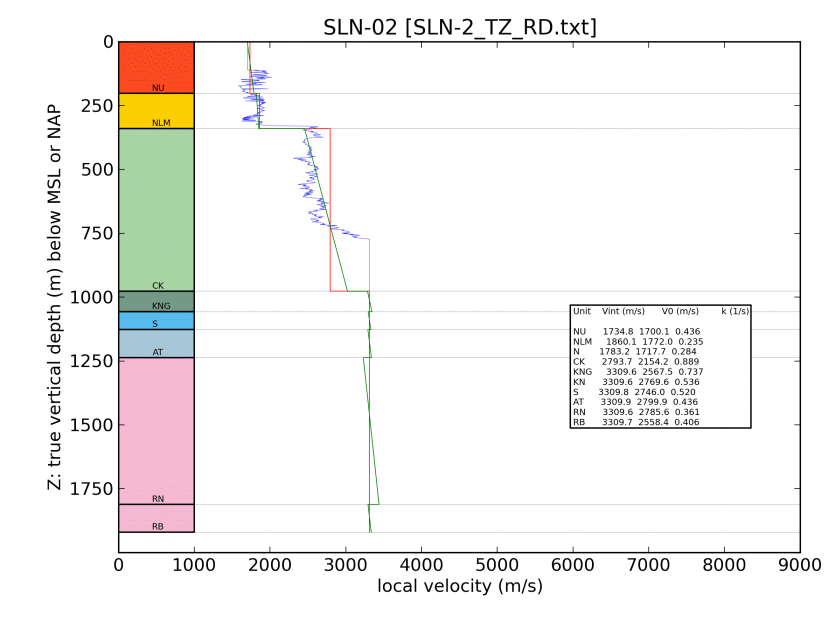 SLN-02 [SLN-2_TZ_RD.txt]
Z: true vertical depth (m) below MSL or NAP
0
250
500
750
1000
1250
1500
1750
NU
NLM
CK
KNG
S
AT
RN
RB
Unit Vint (m/s) V0 (m/s) k (1/s)
NU 1734.8 1700.1 0.436
NLM 1860.1 1772.0 0.235
N 1783.2 1717.7 0.284
CK 2793.7 2154.2 0.889
KNG 3309.6 2567.5 0.737
KN 3309.6 2769.6 0.536
S 3309.8 2746.0 0.520
AT 3309.9 2799.9 0.436
RN 3309.6 2785.6 0.361
RB 3309.7 2558.4 0.406
0 1000 2000 3000 4000 5000 6000 7000 8000 9000
local velocity (m/s)